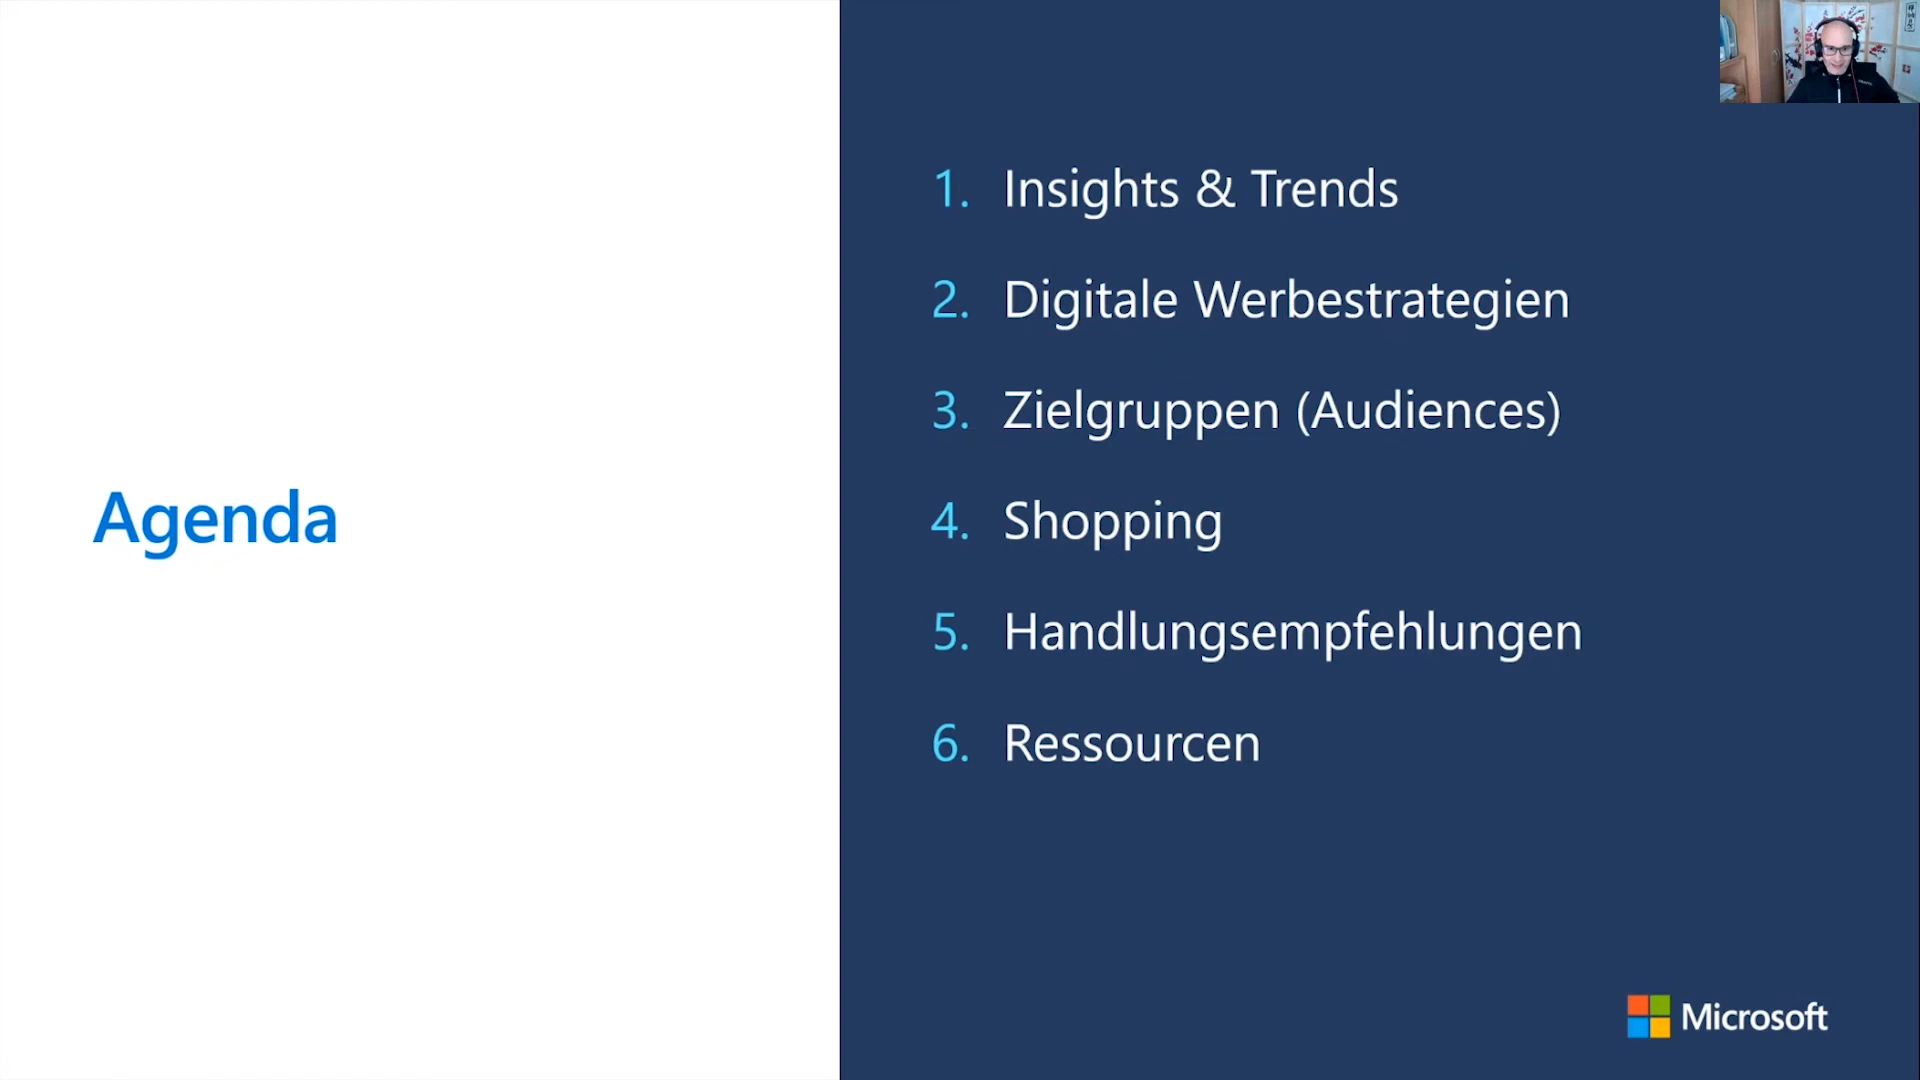 Agenda
1. Insights & Trends
2. Digitale Werbestrategien
3. Zielgruppen (Audiences)
4. Shopping
5. Handlungsempfehlungen
6. Ressourcen
Microsoft